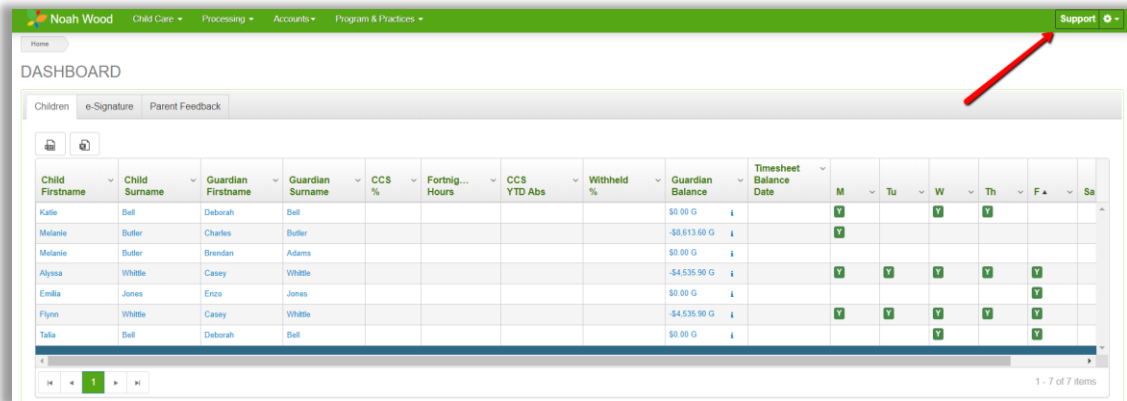 Noah Wood Child Care Processing Accounts Program & Practices Support
Home
DASHBOARD
Children e-Signature Parent Feedback
Child Firstname Child Surname Guardian Firstname Guardian Surname CCS % Fortnig... Hours CCS YTD Abs Withheld % Guardian Balance Timesheet Balance Date M Tu W Th F Sa
Katie Bell Deborah Bell $0.00 G i Y Y Y
Melanie Butler Charles Butler -$8,613.60 G i Y
Melanie Butler Brendan Adams $0.00 G i
Alyssa Whittle Casey Whittle -$4,535.90 G i Y Y Y Y Y
Emilia Jones Enzo Jones $0.00 G i Y
Flynn Whittle Casey Whittle -$4,535.90 G i Y Y Y Y Y
Talia Bell Deborah Bell $0.00 G i Y Y
1 1 - 7 of 7 items